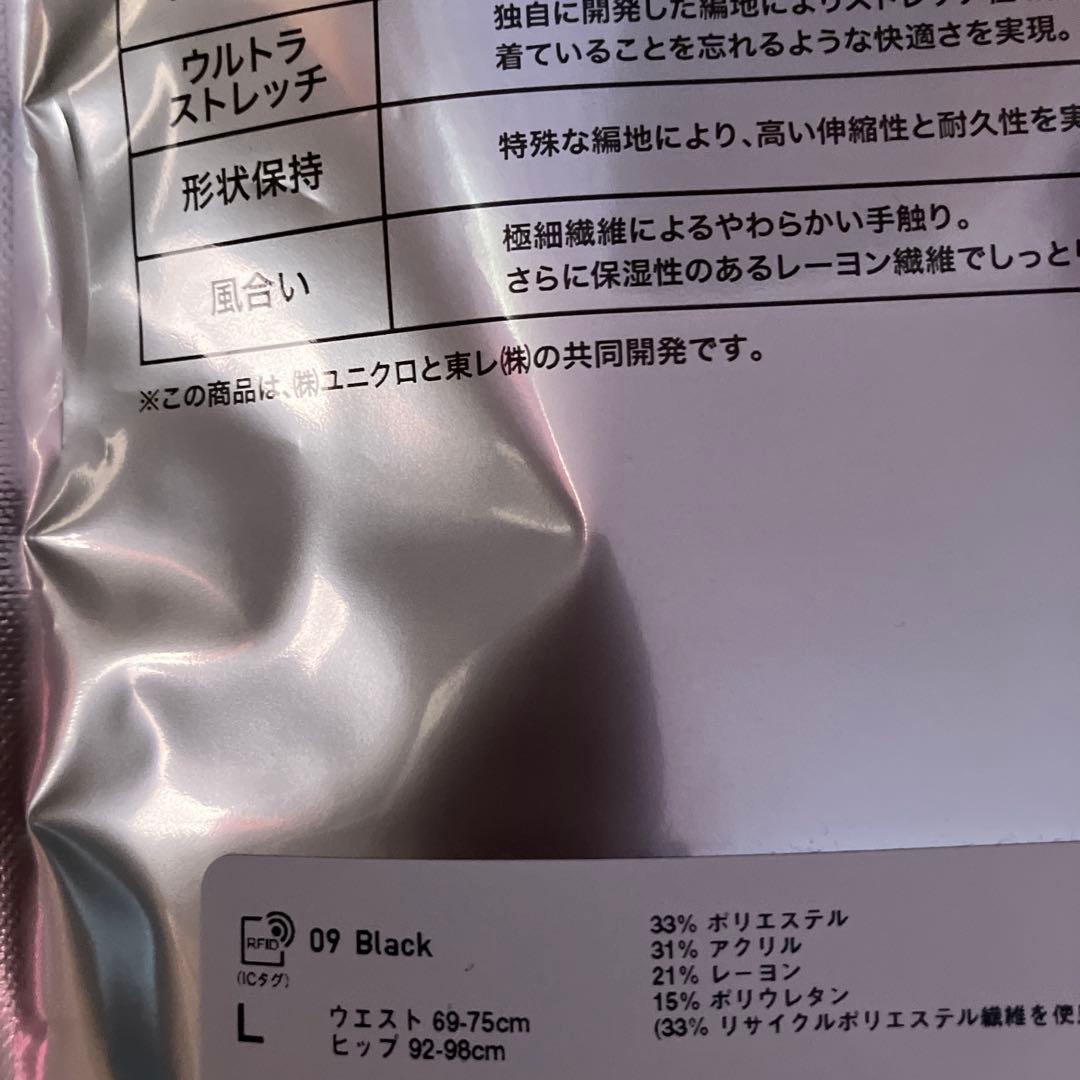 独自に開発した編地によりストレッチ性
着ていることを忘れるような快適さを実現。
ウルトラ
ストレッチ
特殊な編地により、高い伸縮性と耐久性を実
形状保持
極細繊維によるやわらかい手触り。
さらに保湿性のあるレーヨン繊維でしっとり
風合い
※この商品は、㈱ユニクロと東レ㈱の共同開発です。
RFID
(ICタグ)
09 Black
L
ウエスト 69-75cm
ヒップ 92-98cm
33% ポリエステル
31% アクリル
21% レーヨン
15% ポリウレタン
(33% リサイクルポリエステル繊維を使用